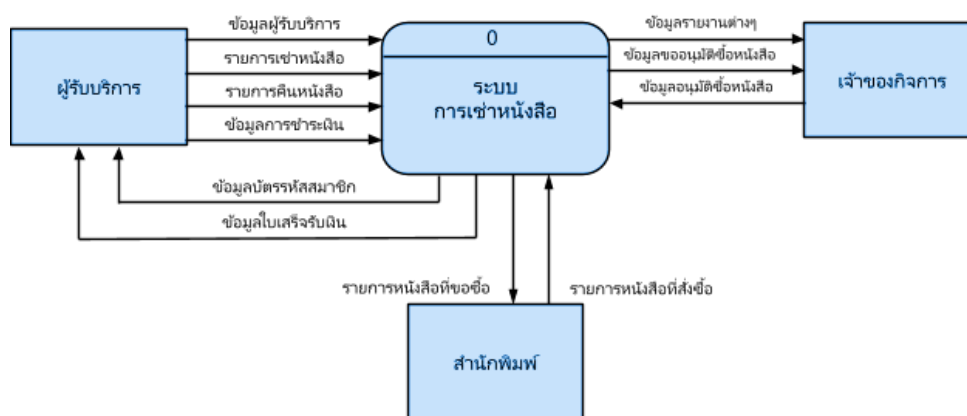 ข้อมูลผู้รับบริการ
รายการเช่าหนังสือ
รายการคืนหนังสือ
ข้อมูลการชำระเงิน
ผู้รับบริการ
0
ระบบ
การเช่าหนังสือ
ข้อมูลรายงานต่างๆ
ข้อมูลขออนุมัติซื้อหนังสือ
ข้อมูลอนุมัติซื้อหนังสือ
เจ้าของกิจการ
ข้อมูลบัตรรหัสสมาชิก
ข้อมูลใบเสร็จรับเงิน
รายการหนังสือที่ขอซื้อ
รายการหนังสือที่สั่งซื้อ
สำนักพิมพ์